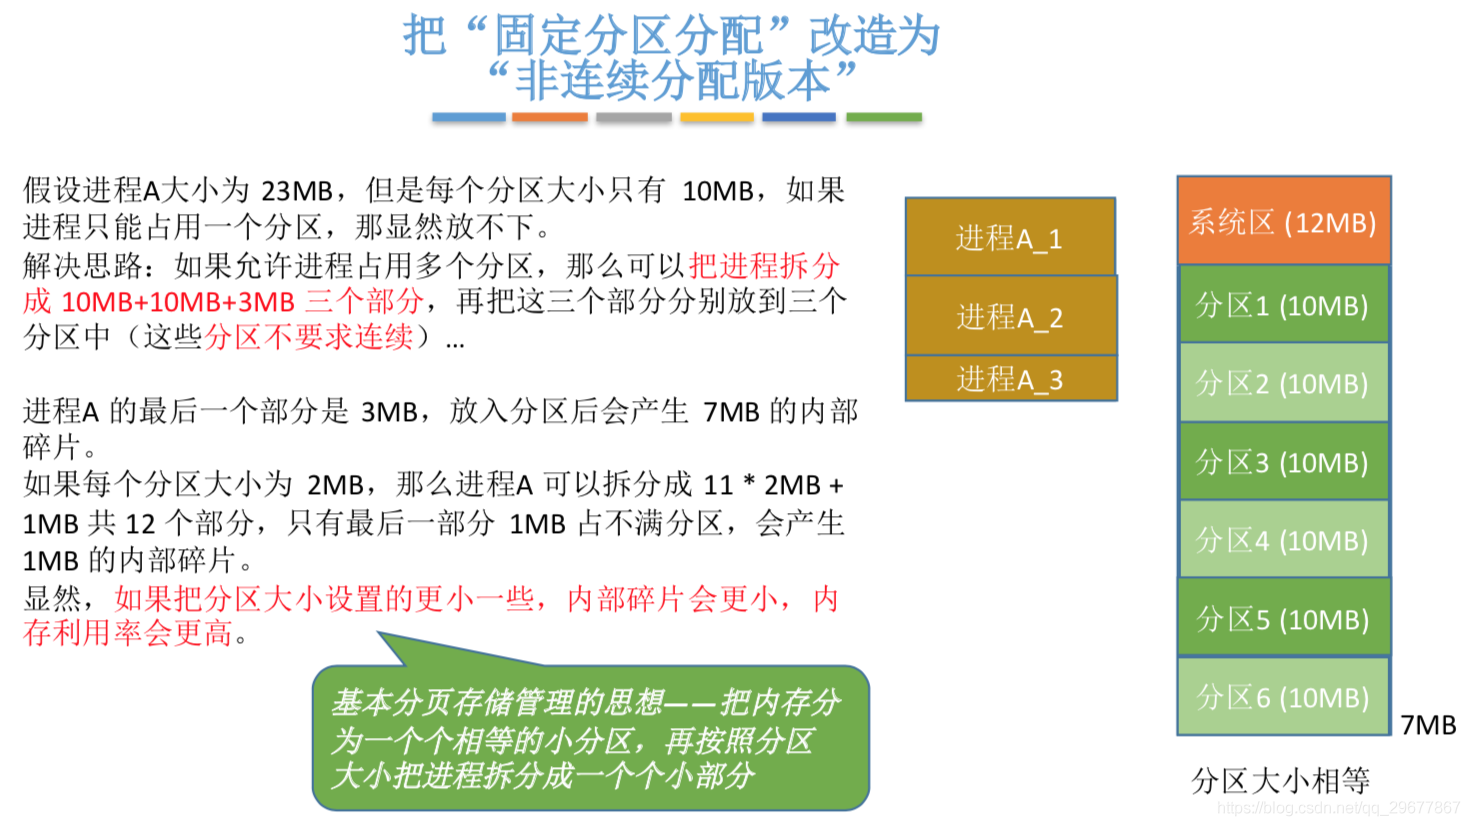 把“固定分区分配”改造为
“非连续分配版本”
假设进程A大小为 23MB，但是每个分区大小只有 10MB，如果
进程只能占用一个分区，那显然放不下。
解决思路：如果允许进程占用多个分区，那么可以把进程拆分
成 10MB+10MB+3MB 三个部分，再把这三个部分分别放到三个
分区中（这些分区不要求连续）…
进程A 的最后一个部分是 3MB，放入分区后会产生 7MB 的内部
碎片。
如果每个分区大小为 2MB，那么进程A 可以拆分成 11 * 2MB +
1MB 共 12 个部分，只有最后一部分 1MB 占不满分区，会产生
1MB 的内部碎片。
显然，如果把分区大小设置的更小一些，内部碎片会更小，内
存利用率会更高。
基本分页存储管理的思想——把内存分
为一个个相等的小分区，再按照分区
大小把进程拆分成一个个小部分
进程A_1
进程A_2
进程A_3
系统区 (12MB)
分区1 (10MB)
分区2 (10MB)
分区3 (10MB)
分区4 (10MB)
分区5 (10MB)
分区6 (10MB)
7MB
分区大小相等
https://blog.csdn.net/qq_29677867